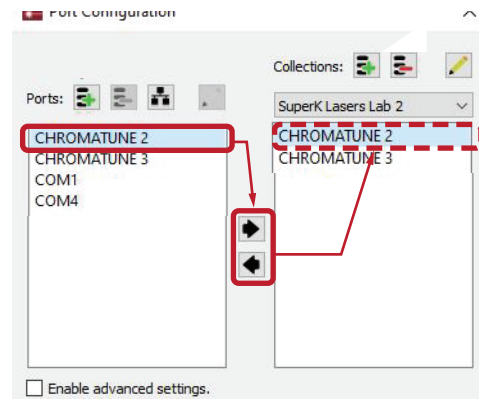 Port Configuration
Collections:
Ports:
SuperK Lasers Lab 2
CHROMATUNE 2
CHROMATUNE 3
COM1
COM4
CHROMATUNE 2
CHROMATUNE 3
Enable advanced settings.